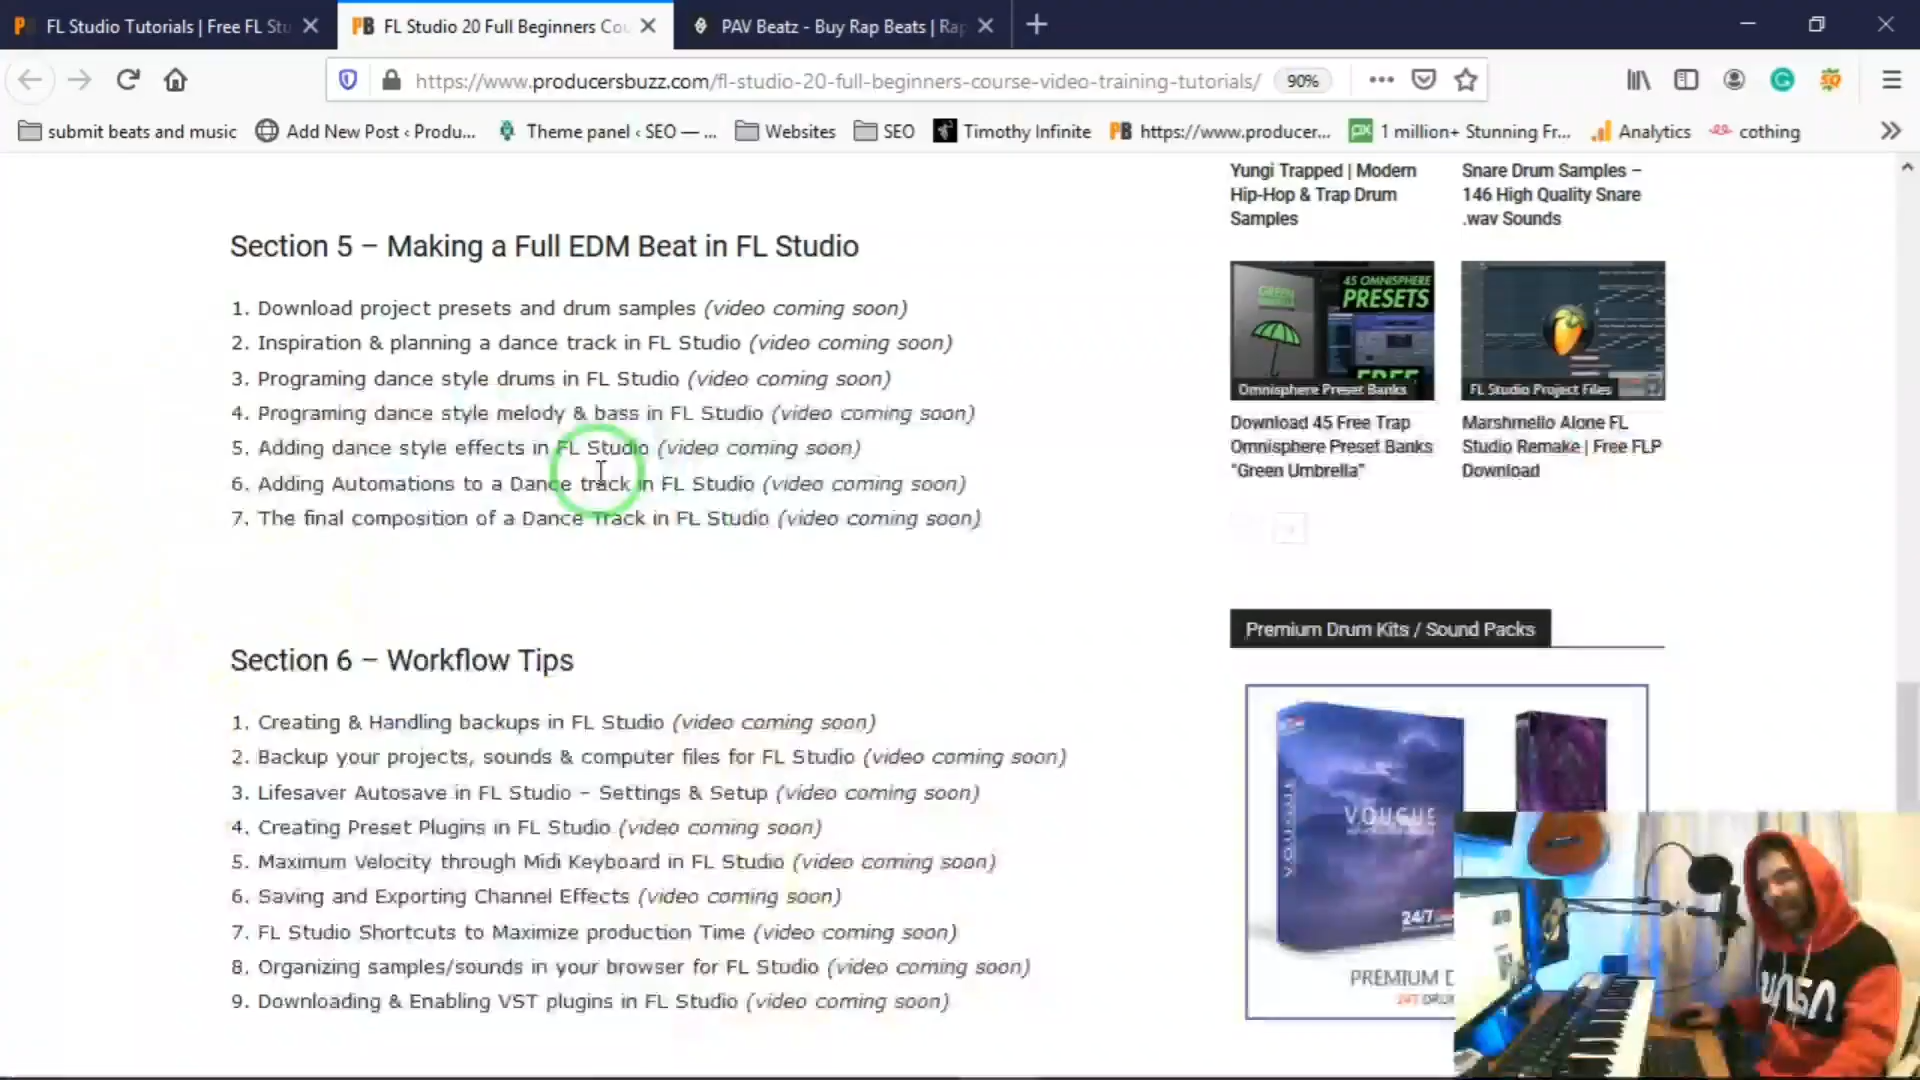 FL Studio Tutorials | Free FL Stu
FL Studio 20 Full Beginners Cou
PAV Beatz - Buy Rap Beats | Rap
https://www.producersbuzz.com/fl-studio-20-full-beginners-course-video-training-tutorials/
90%
submit beats and music
Add New Post ‹ Produ...
Theme panel ‹ SEO — ...
Websites
SEO
Timothy Infinite
https://www.producer...
1 million+ Stunning Fr...
Analytics
cothing
Section 5 – Making a Full EDM Beat in FL Studio
1. Download project presets and drum samples (video coming soon)
2. Inspiration & planning a dance track in FL Studio (video coming soon)
3. Programing dance style drums in FL Studio (video coming soon)
4. Programing dance style melody & bass in FL Studio (video coming soon)
5. Adding dance style effects in FL Studio (video coming soon)
6. Adding Automations to a Dance track in FL Studio (video coming soon)
7. The final composition of a Dance Track in FL Studio (video coming soon)
Section 6 – Workflow Tips
1. Creating & Handling backups in FL Studio (video coming soon)
2. Backup your projects, sounds & computer files for FL Studio (video coming soon)
3. Lifesaver Autosave in FL Studio – Settings & Setup (video coming soon)
4. Creating Preset Plugins in FL Studio (video coming soon)
5. Maximum Velocity through Midi Keyboard in FL Studio (video coming soon)
6. Saving and Exporting Channel Effects (video coming soon)
7. FL Studio Shortcuts to Maximize production Time (video coming soon)
8. Organizing samples/sounds in your browser for FL Studio (video coming soon)
9. Downloading & Enabling VST plugins in FL Studio (video coming soon)
Yungi Trapped | Modern
Hip-Hop & Trap Drum
Samples
Snare Drum Samples –
146 High Quality Snare
.wav Sounds
GREEN
45 OMNISPHERE
PRESETS
FREE
Omnisphere Preset Banks
FL Studio Project Files
Download 45 Free Trap
Omnisphere Preset Banks
"Green Umbrella"
Marshmello Alone FL
Studio Remake | Free FLP
Download
Premium Drum Kits / Sound Packs
VOUGUE
24/7
PREMIUM D
24/7 DRU
NASA